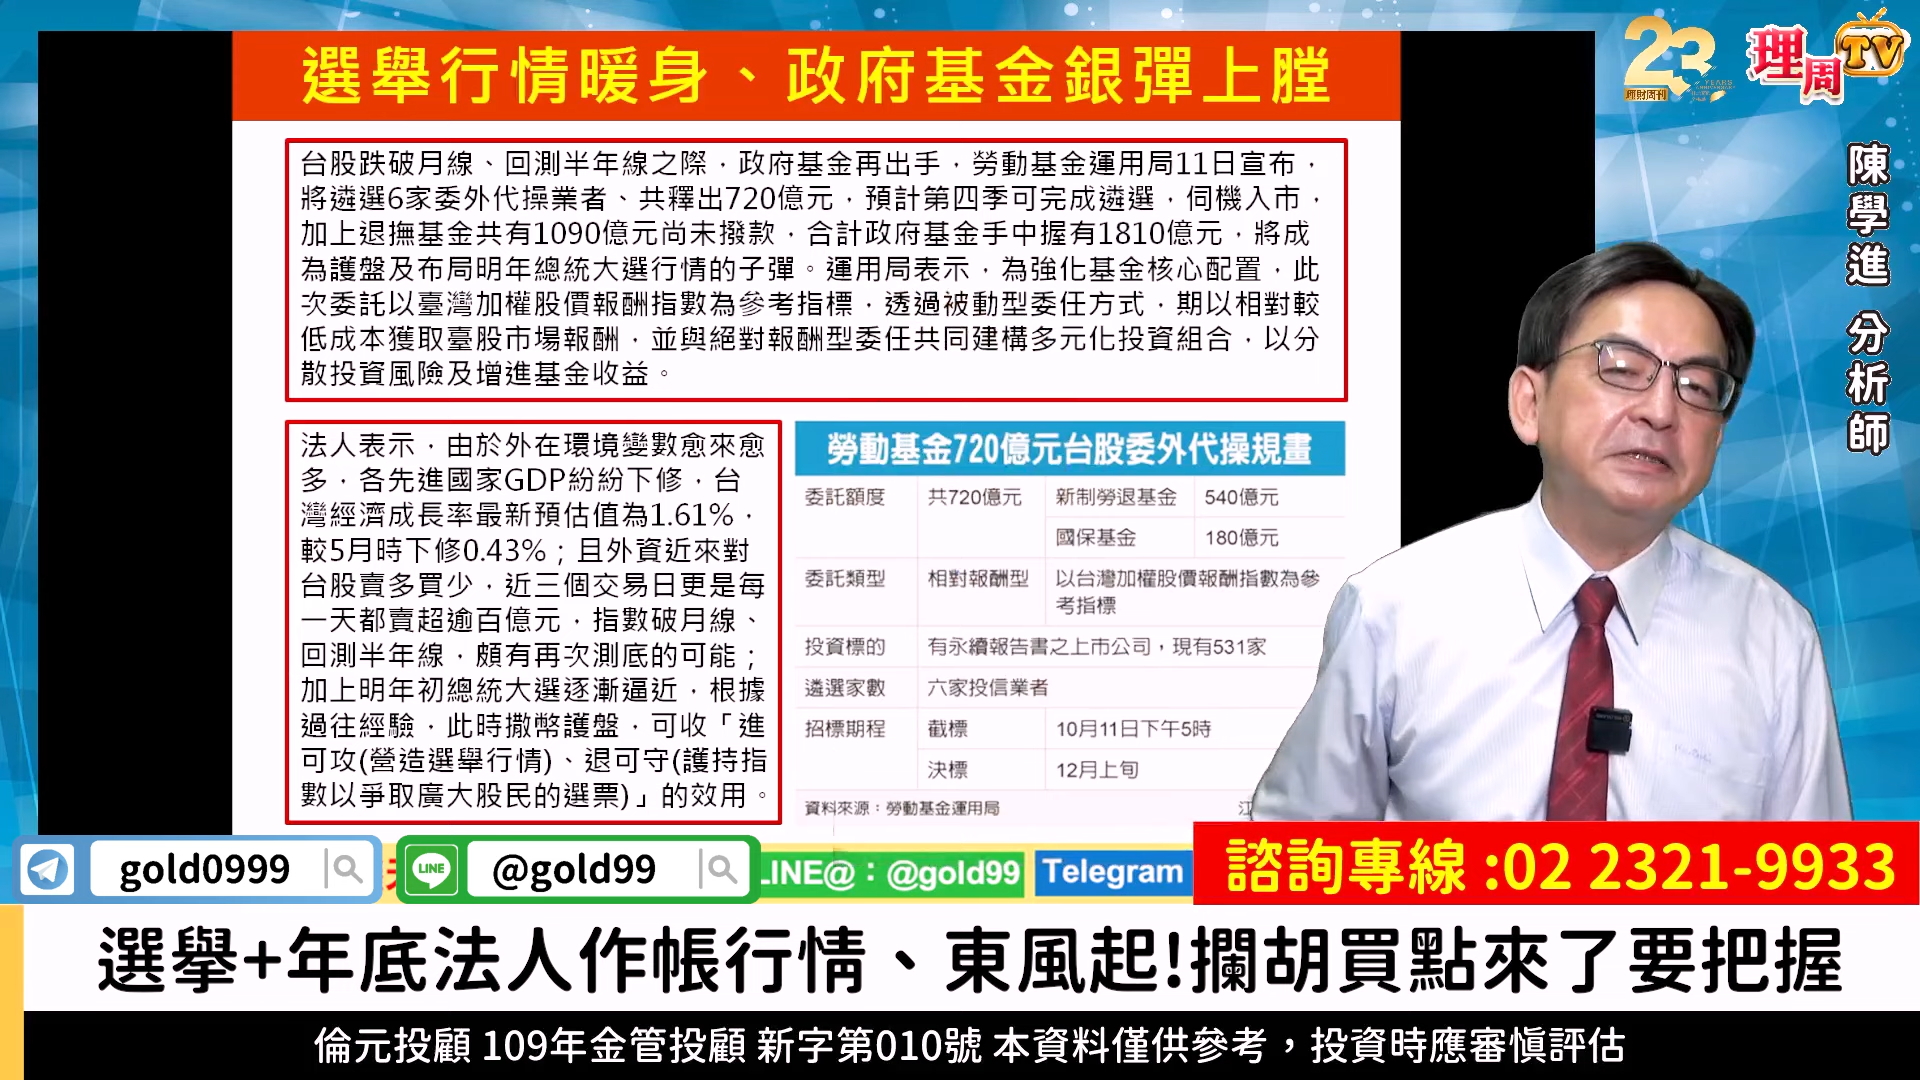 選舉行情暖身、政府基金銀彈上膛
23
YEARS
ANNIVERSARY
理財周刊
理周TV
陳學進 分析師
台股跌破月線、回測半年線之際，政府基金再出手，勞動基金運用局11日宣布，
將遴選6家委外代操業者、共釋出720億元，預計第四季可完成遴選，伺機入市，
加上退撫基金共有1090億元尚未撥款，合計政府基金手中握有1810億元，將成
為護盤及布局明年總統大選行情的子彈。運用局表示，為強化基金核心配置，此
次委託以臺灣加權股價報酬指數為參考指標，透過被動型委任方式，期以相對較
低成本獲取臺股市場報酬，並與絕對報酬型委任共同建構多元化投資組合，以分
散投資風險及增進基金收益。
法人表示，由於外在環境變數愈來愈
多，各先進國家GDP紛紛下修，台
灣經濟成長率最新預估值為1.61%，
較5月時下修0.43%；且外資近來對
台股賣多買少，近三個交易日更是每
一天都賣超逾百億元，指數破月線、
回測半年線，頗有再次測底的可能；
加上明年初總統大選逐漸逼近，根據
過往經驗，此時撒幣護盤，可收「進
可攻(營造選舉行情)、退可守(護持指
數以爭取廣大股民的選票)」的效用。
勞動基金720億元台股委外代操規畫
委託額度 共720億元 新制勞退基金 540億元
國保基金 180億元
委託類型 相對報酬型 以台灣加權股價報酬指數為參
考指標
投資標的 有永續報告書之上市公司，現有531家
遴選家數 六家投信業者
招標期程 截標 10月11日下午5時
決標 12月上旬
資料來源：勞動基金運用局 江
gold0999
LINE
@gold99
LINE@：@gold99
Telegram
諮詢專線:02 2321-9933
選舉+年底法人作帳行情、東風起!攔胡買點來了要把握
倫元投顧 109年金管投顧 新字第010號 本資料僅供參考，投資時應審慎評估